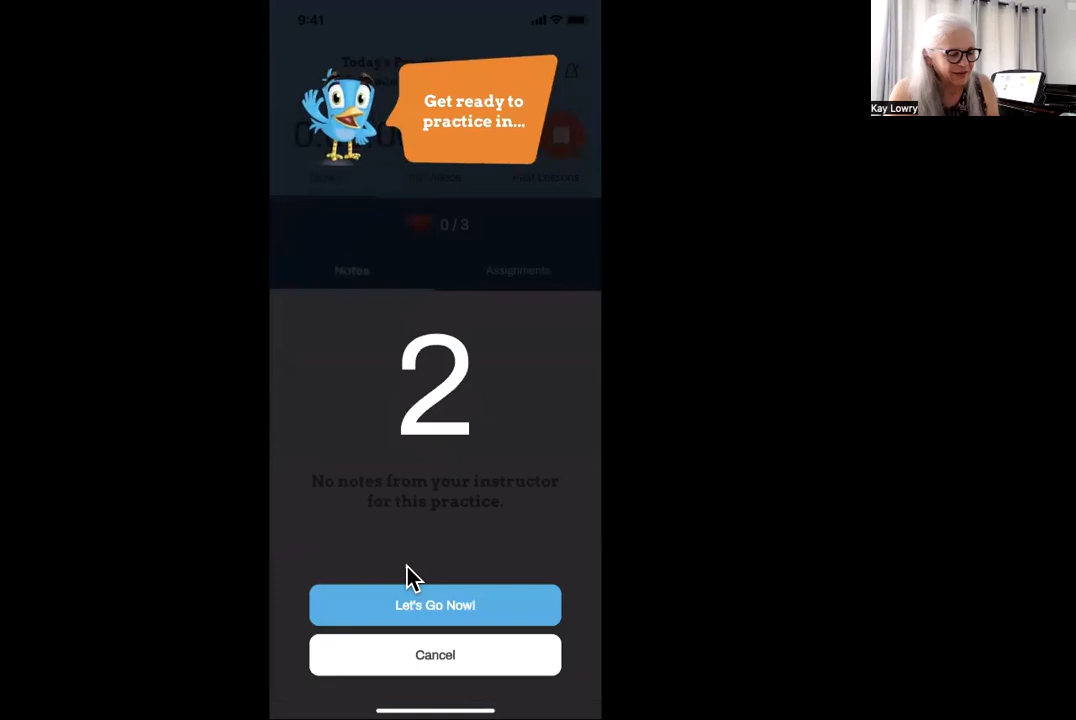 9:41
Get ready to
practice in...
0 / 3
Notes
Assignments
2
No notes from your instructor
for this practice.
Let's Go Now!
Cancel
Kay Lowry